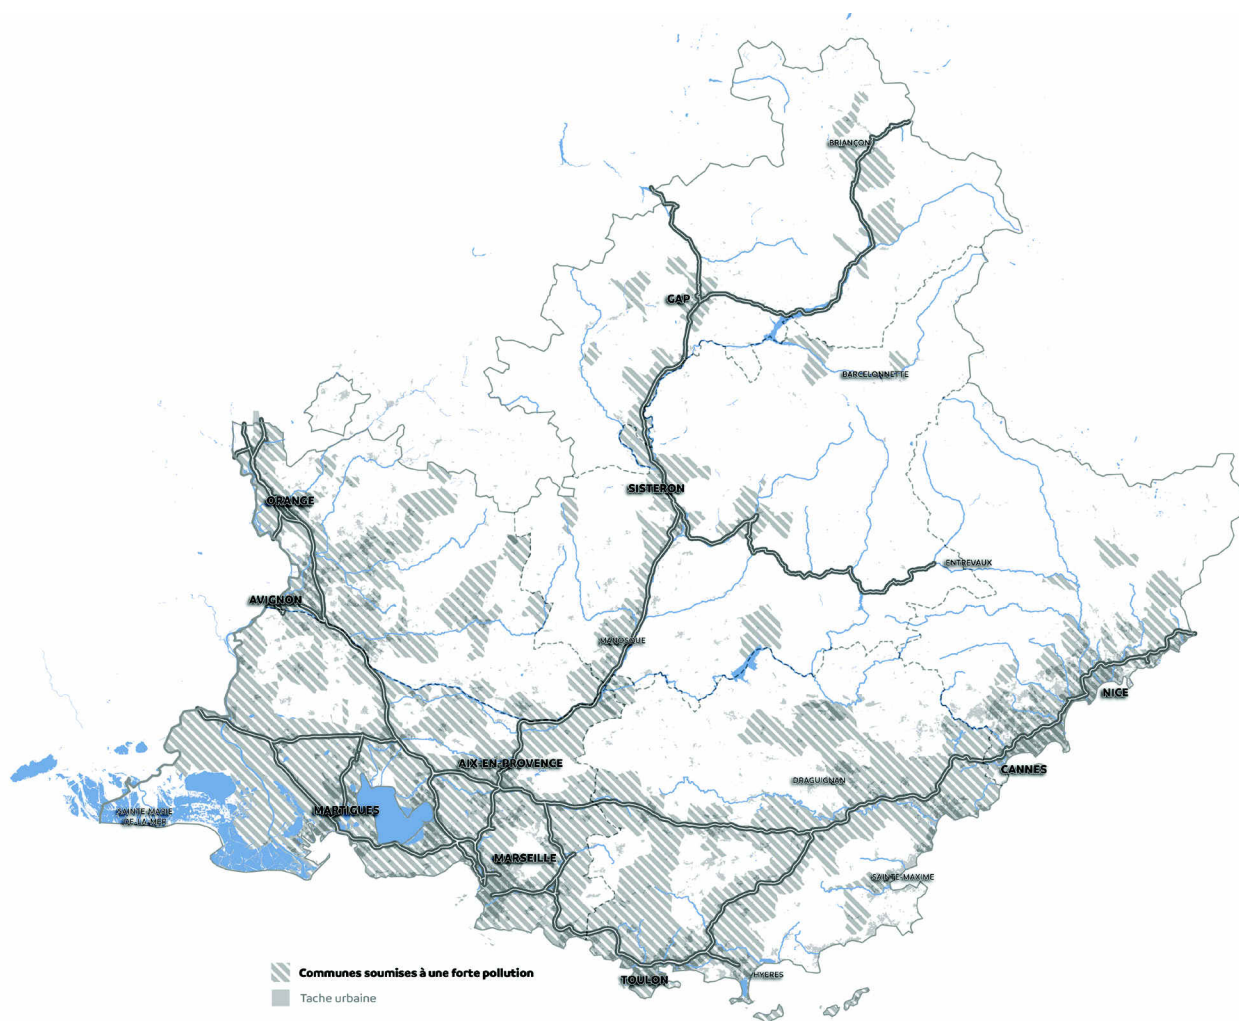 BRIANÇON
GAP
BARCELONNETTE
SISTERON
ORANGE
ENTREVAUX
AVIGNON
MANOSQUE
NICE
AIX-EN-PROVENCE
CANNES
DRAGUIGNAN
MARTIGUES
SAINTE-MARIE
DE-LA-MER
MARSEILLE
SAINTE-MAXIME
Communes soumises à une forte pollution
HYERES
TOULON
Tache urbaine